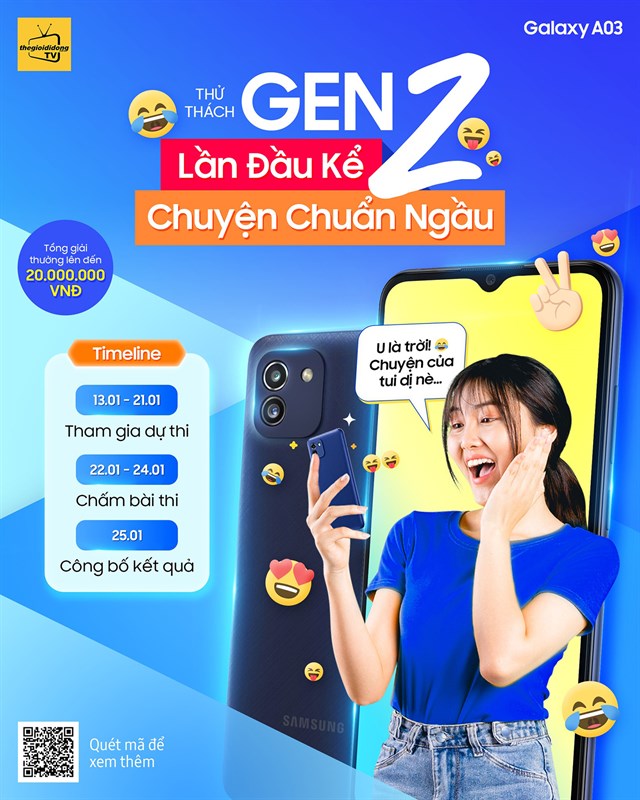 thegioididong
TV
Galaxy A03
THỬ
THÁCH
GEN Z
Lần Đầu Kể
Chuyện Chuẩn Ngầu
Tổng giải
thưởng lên đến
20.000.000
VNĐ
Timeline
13.01 - 21.01
Tham gia dự thi
22.01 - 24.01
Chấm bài thi
25.01
Công bố kết quả
U là trời! 😂
Chuyện của
tui dị nè...
SAMSUNG
Quét mã để
xem thêm